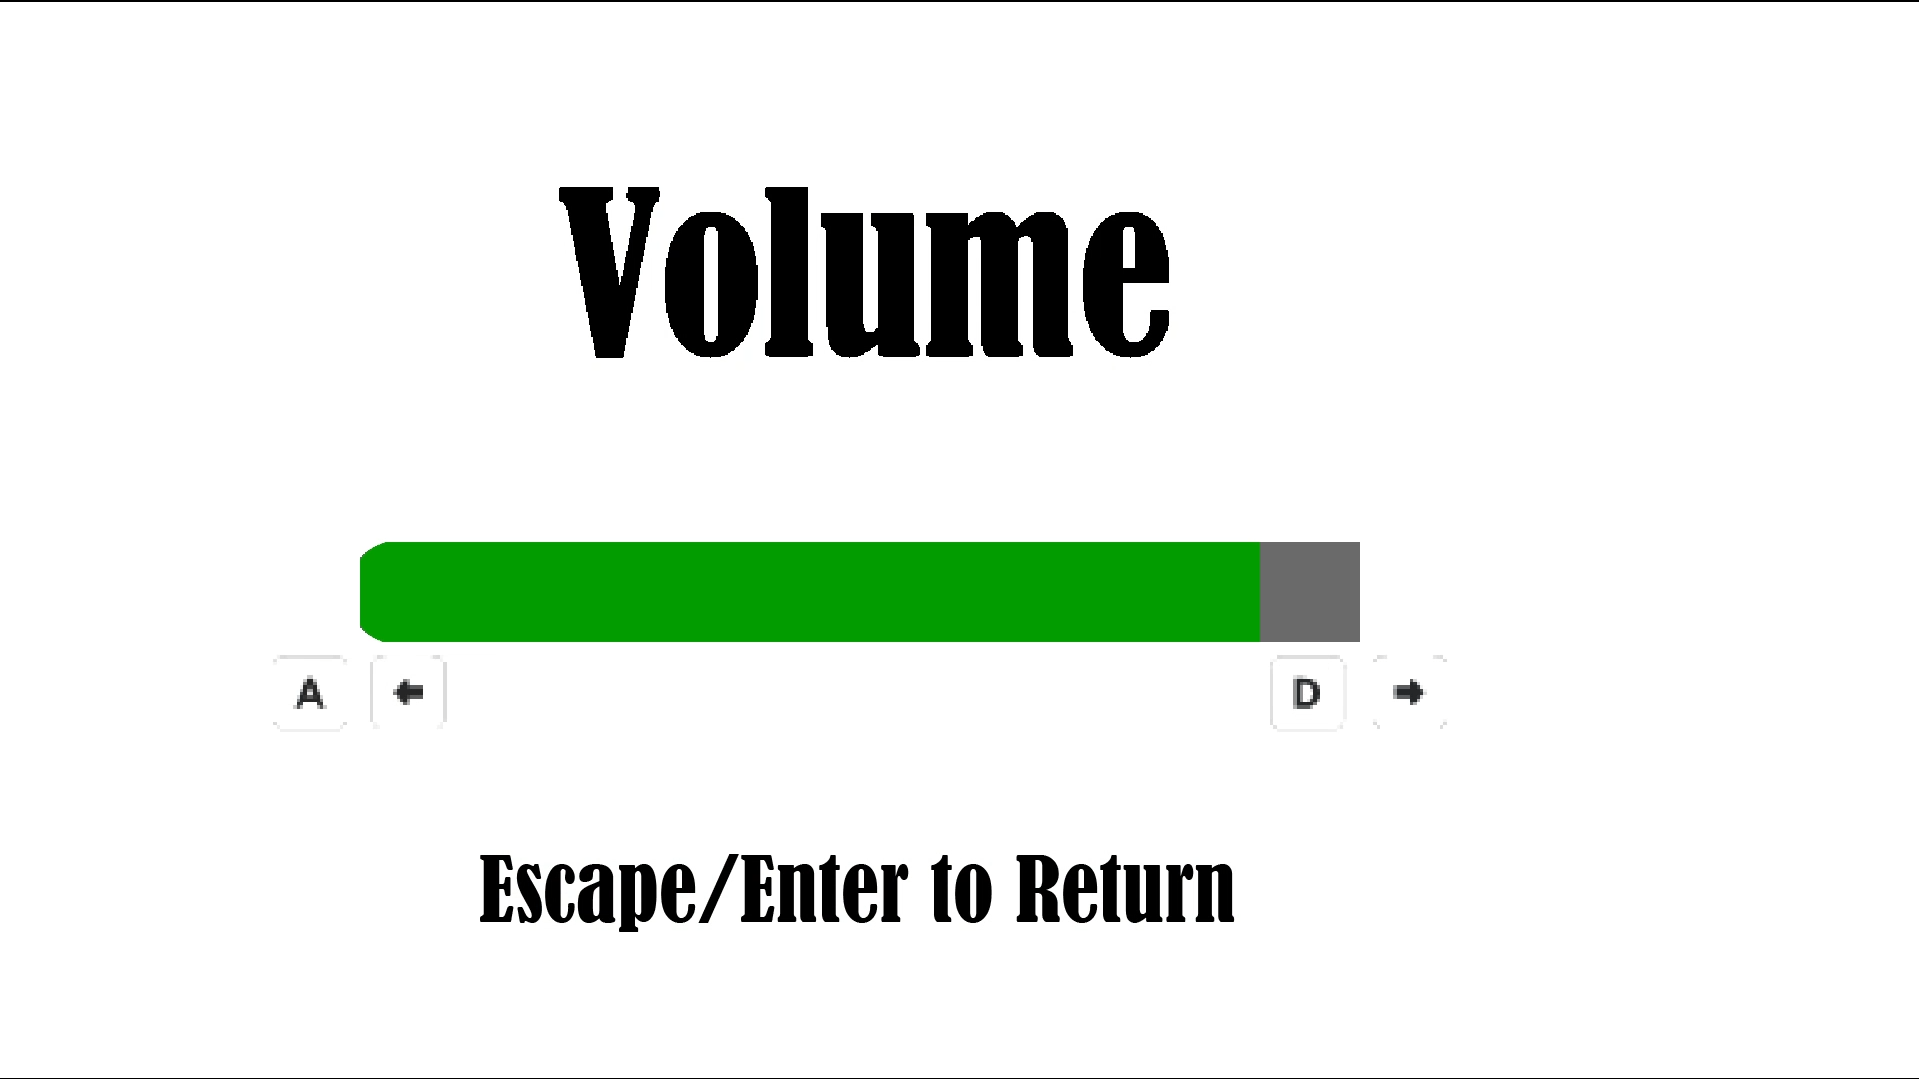 Volume
A ← D →
Escape/Enter to Return